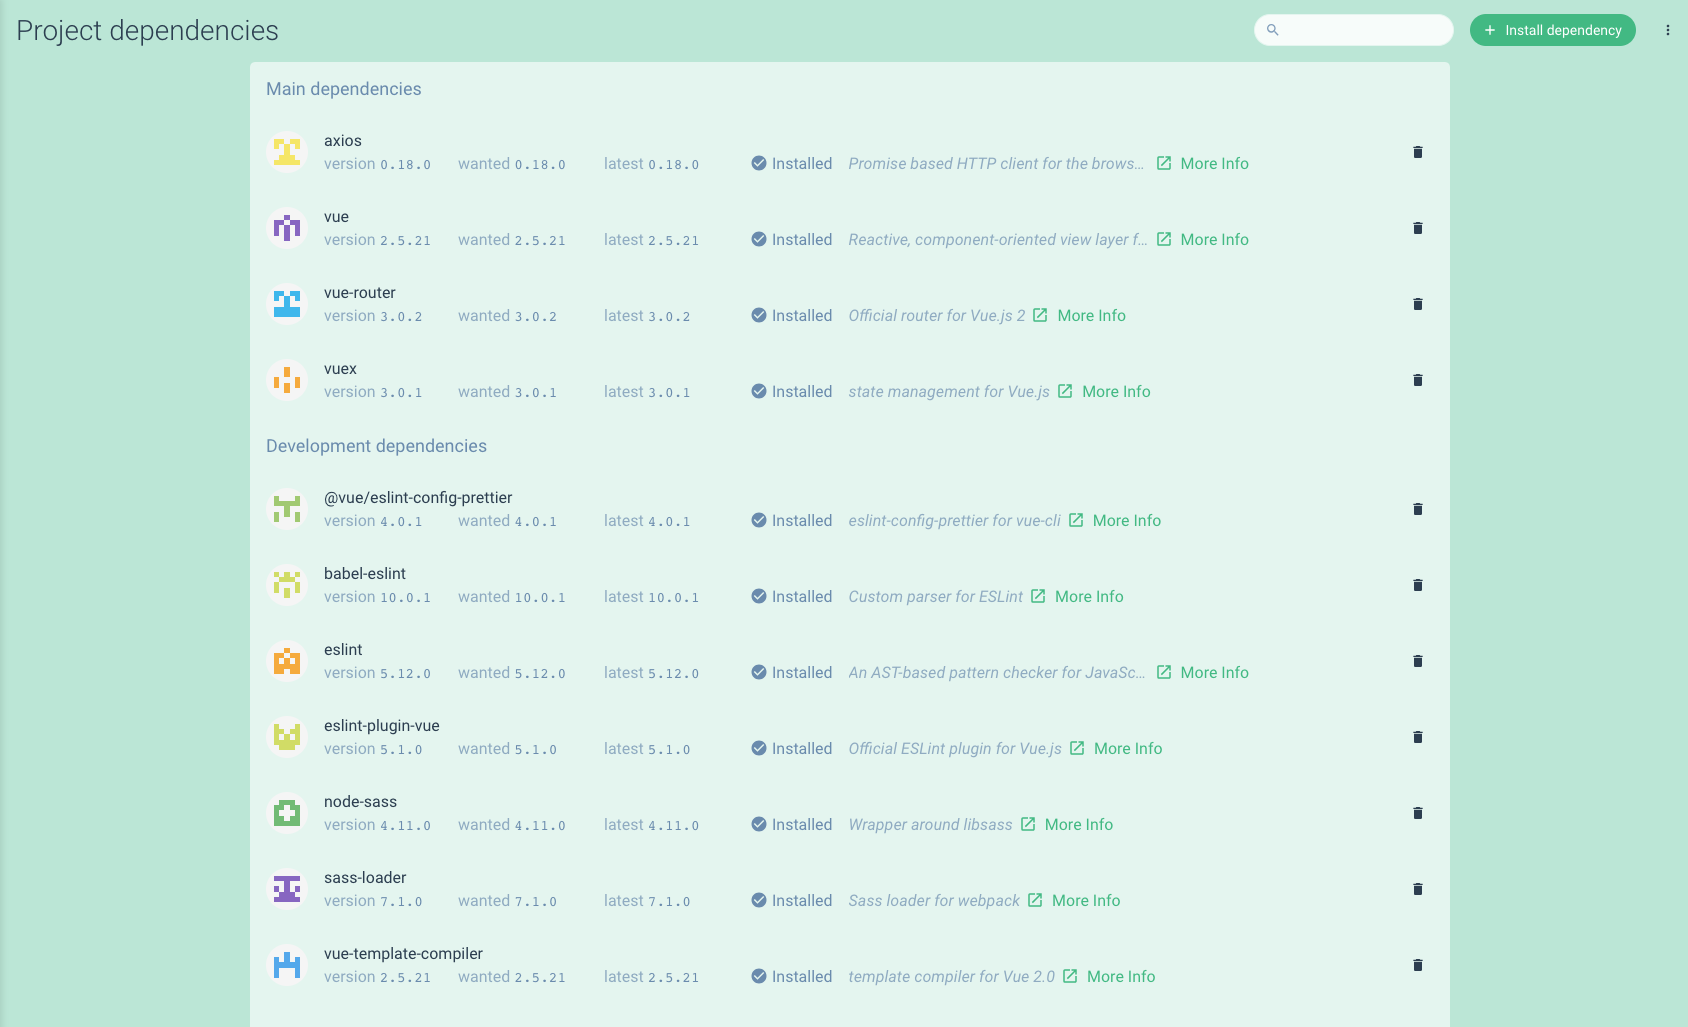 Project dependencies
Install dependency
Main dependencies
axios
version 0.18.0 wanted 0.18.0 latest 0.18.0 Installed Promise based HTTP client for the brows... More Info
vue
version 2.5.21 wanted 2.5.21 latest 2.5.21 Installed Reactive, component-oriented view layer f... More Info
vue-router
version 3.0.2 wanted 3.0.2 latest 3.0.2 Installed Official router for Vue.js 2 More Info
vuex
version 3.0.1 wanted 3.0.1 latest 3.0.1 Installed state management for Vue.js More Info
Development dependencies
@vue/eslint-config-prettier
version 4.0.1 wanted 4.0.1 latest 4.0.1 Installed eslint-config-prettier for vue-cli More Info
babel-eslint
version 10.0.1 wanted 10.0.1 latest 10.0.1 Installed Custom parser for ESLint More Info
eslint
version 5.12.0 wanted 5.12.0 latest 5.12.0 Installed An AST-based pattern checker for JavaSc... More Info
eslint-plugin-vue
version 5.1.0 wanted 5.1.0 latest 5.1.0 Installed Official ESLint plugin for Vue.js More Info
node-sass
version 4.11.0 wanted 4.11.0 latest 4.11.0 Installed Wrapper around libsass More Info
sass-loader
version 7.1.0 wanted 7.1.0 latest 7.1.0 Installed Sass loader for webpack More Info
vue-template-compiler
version 2.5.21 wanted 2.5.21 latest 2.5.21 Installed template compiler for Vue 2.0 More Info